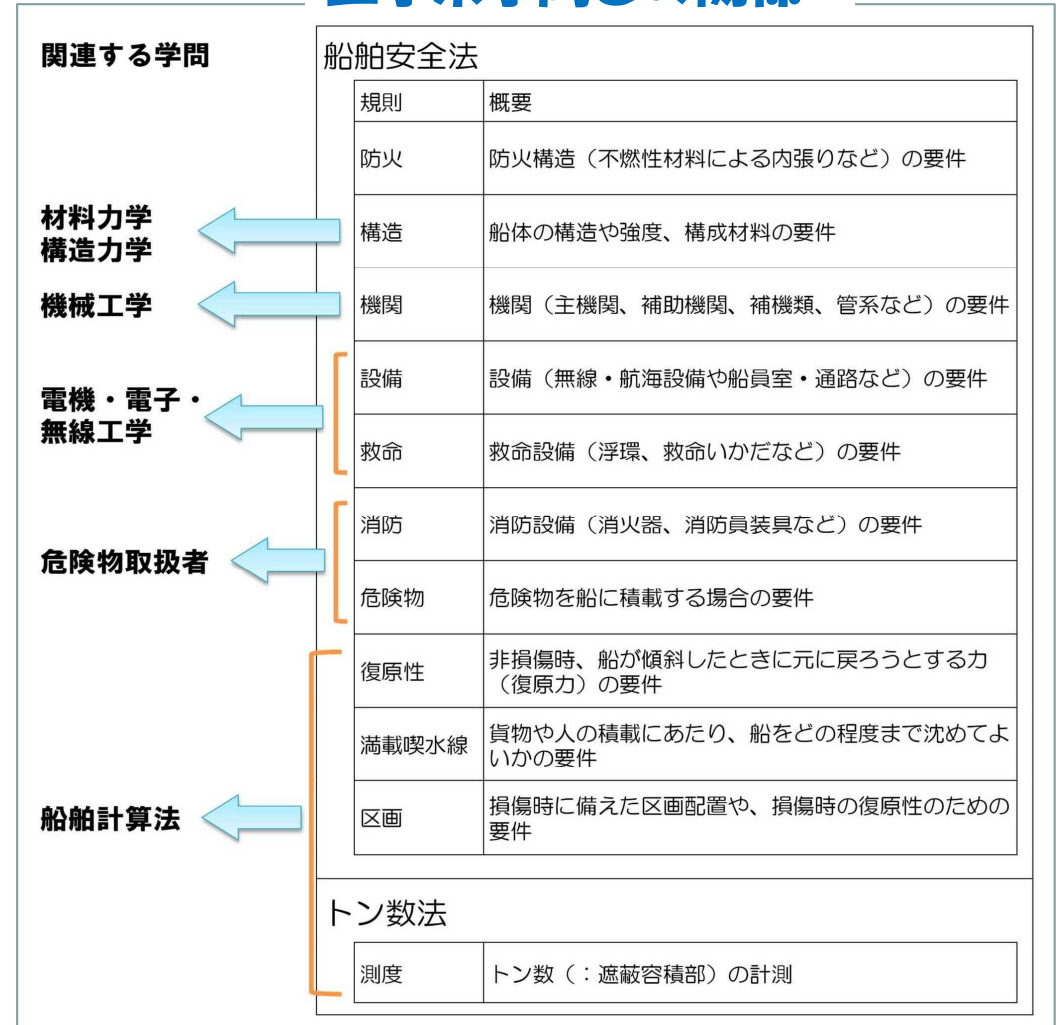 関連する学問
船舶安全法
規則 概要
防火 防火構造（不燃性材料による内張りなど）の要件
材料力学
構造力学
構造 船体の構造や強度、構成材料の要件
機械工学
機関 機関（主機関、補助機関、補機類、管系など）の要件
電機・電子・
無線工学
設備 設備（無線・航海設備や船員室・通路など）の要件
救命 救命設備（浮環、救命いかだなど）の要件
危険物取扱者
消防 消防設備（消火器、消防員装具など）の要件
危険物 危険物を船に積載する場合の要件
船舶計算法
復原性 非損傷時、船が傾斜したときに元に戻ろうとする力
（復原力）の要件
満載喫水線 貨物や人の積載にあたり、船をどの程度まで沈めてよ
いかの要件
区画 損傷時に備えた区画配置や、損傷時の復原性のための
要件
トン数法
測度 トン数（：遮蔽容積部）の計測